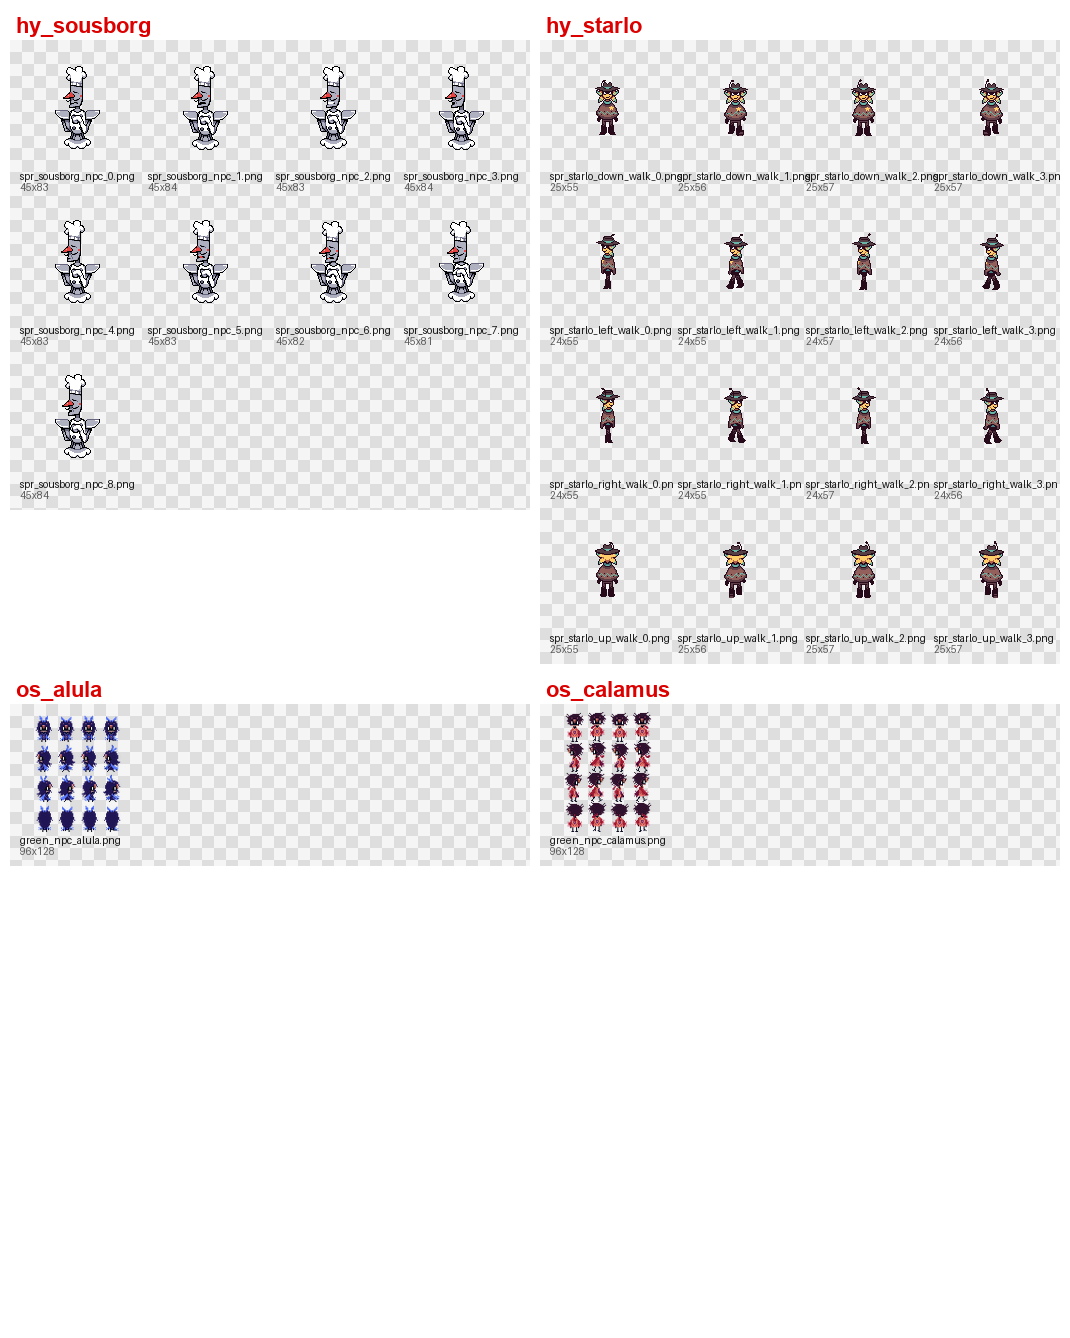 hy_sousborg
spr_sousborg_npc_0.png
45x83
spr_sousborg_npc_1.png
45x84
spr_sousborg_npc_2.png
45x83
spr_sousborg_npc_3.png
45x84
spr_sousborg_npc_4.png
45x83
spr_sousborg_npc_5.png
45x83
spr_sousborg_npc_6.png
45x82
spr_sousborg_npc_7.png
45x81
spr_sousborg_npc_8.png
45x84
hy_starlo
spr_starlo_down_walk_0.png
25x55
spr_starlo_down_walk_1.png
25x56
spr_starlo_down_walk_2.png
25x57
spr_starlo_down_walk_3.pn
25x57
spr_starlo_left_walk_0.png
24x55
spr_starlo_left_walk_1.png
24x55
spr_starlo_left_walk_2.png
24x57
spr_starlo_left_walk_3.png
24x56
spr_starlo_right_walk_0.pn
24x55
spr_starlo_right_walk_1.pn
24x55
spr_starlo_right_walk_2.pn
24x57
spr_starlo_right_walk_3.pn
24x56
spr_starlo_up_walk_0.png
25x55
spr_starlo_up_walk_1.png
25x56
spr_starlo_up_walk_2.png
25x57
spr_starlo_up_walk_3.png
25x57
os_alula
green_npc_alula.png
96x128
os_calamus
green_npc_calamus.png
96x128